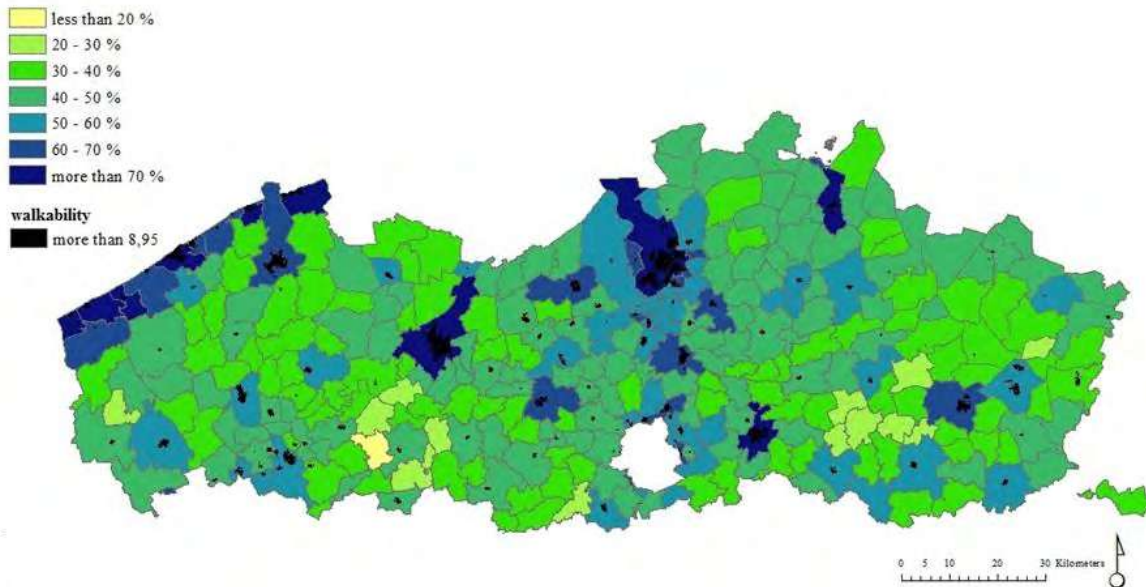 less than 20 %
20 - 30 %
30 - 40 %
40 - 50 %
50 - 60 %
60 - 70 %
more than 70 %
walkability
more than 8,95
0 5 10 20 30 Kilometers